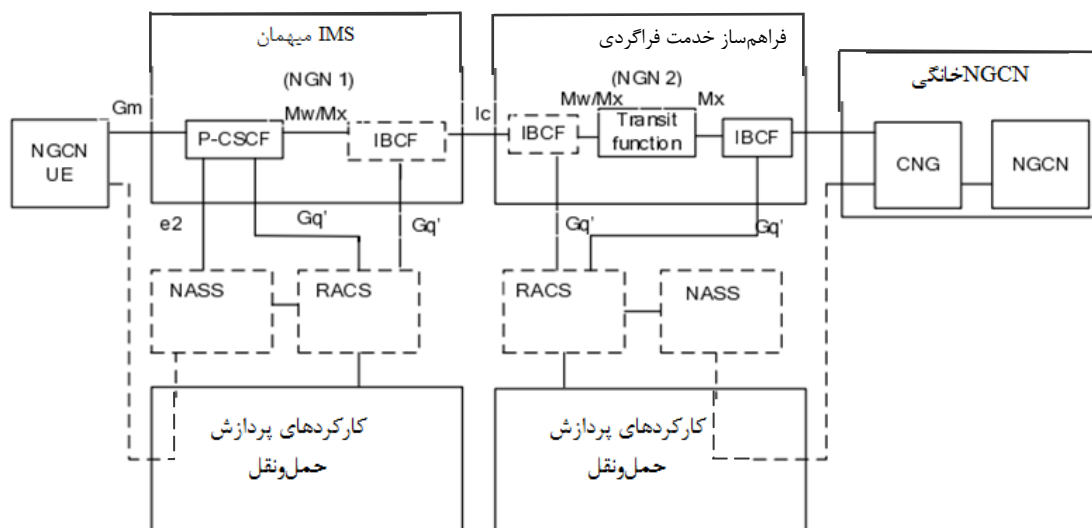 IMS میهمان
(NGN 1)
فراهم‌ساز خدمت فراگردی
(NGN 2)
NGCNخانگی
Gm
Mw/Mx
Ic
Mw/Mx
Mx
NGCN
UE
P-CSCF
IBCF
IBCF
Transit
function
IBCF
CNG
NGCN
e2
Gq'
Gq'
Gq'
Gq'
NASS
RACS
RACS
NASS
کارکردهای پردازش
حمل‌ونقل
کارکردهای پردازش
حمل‌ونقل